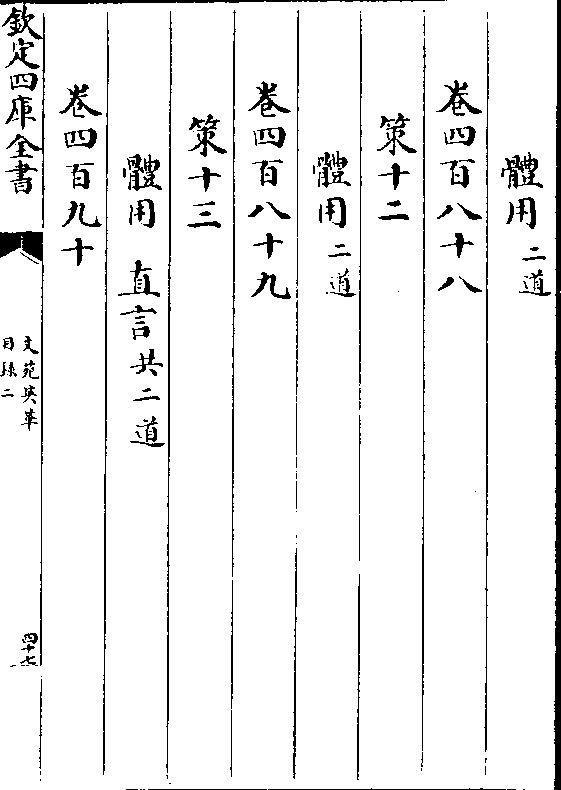 體用二道
卷四百八十八
策十二
體用二道
卷四百八十九
策十三
體用 直言共二道
卷四百九十
欽定四庫全書
文苑英華
目録二
四十七